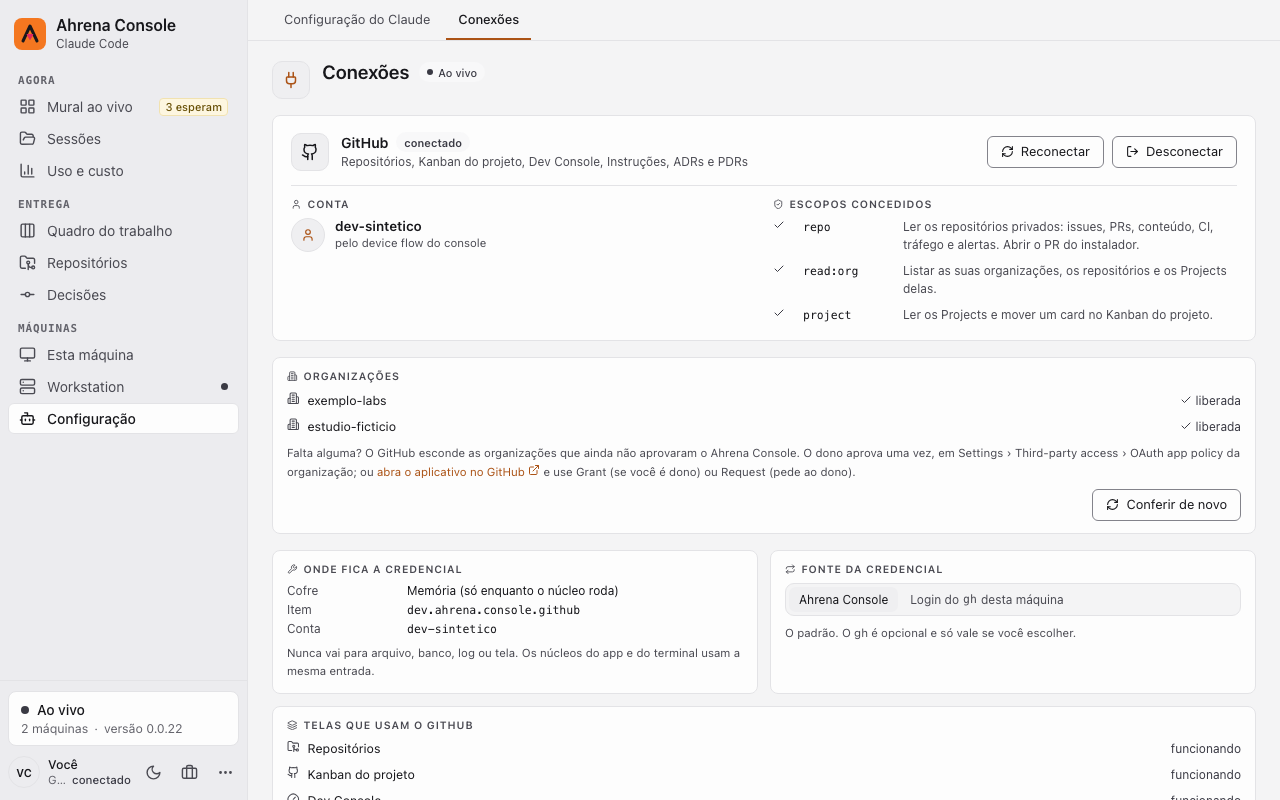 Ahrena Console
Claude Code
AGORA
Mural ao vivo
3 esperam
Sessões
Uso e custo
ENTREGA
Quadro do trabalho
Repositórios
Decisões
MÁQUINAS
Esta máquina
Workstation
Configuração
Ao vivo
2 máquinas · versão 0.0.22
VC
Você
G... conectado
Configuração do Claude
Conexões
Conexões
Ao vivo
GitHub
conectado
Repositórios, Kanban do projeto, Dev Console, Instruções, ADRs e PDRs
Reconectar
Desconectar
CONTA
dev-sintetico
pelo device flow do console
ESCOPOS CONCEDIDOS
repo
Ler os repositórios privados: issues, PRs, conteúdo, CI,
tráfego e alertas. Abrir o PR do instalador.
read:org
Listar as suas organizações, os repositórios e os Projects
delas.
project
Ler os Projects e mover um card no Kanban do projeto.
ORGANIZAÇÕES
exemplo-labs
liberada
estudio-ficticio
liberada
Falta alguma? O GitHub esconde as organizações que ainda não aprovaram o Ahrena Console. O dono aprova uma vez, em Settings › Third-party access › OAuth app policy da
organização; ou abra o aplicativo no GitHub e use Grant (se você é dono) ou Request (pede ao dono).
Conferir de novo
ONDE FICA A CREDENCIAL
Cofre
Memória (só enquanto o núcleo roda)
Item
dev.ahrena.console.github
Conta
dev-sintetico
Nunca vai para arquivo, banco, log ou tela. Os núcleos do app e do terminal usam a
mesma entrada.
FONTE DA CREDENCIAL
Ahrena Console
Login do gh desta máquina
O padrão. O gh é opcional e só vale se você escolher.
TELAS QUE USAM O GITHUB
Repositórios
funcionando
Kanban do projeto
funcionando
Dev Console
funcionando